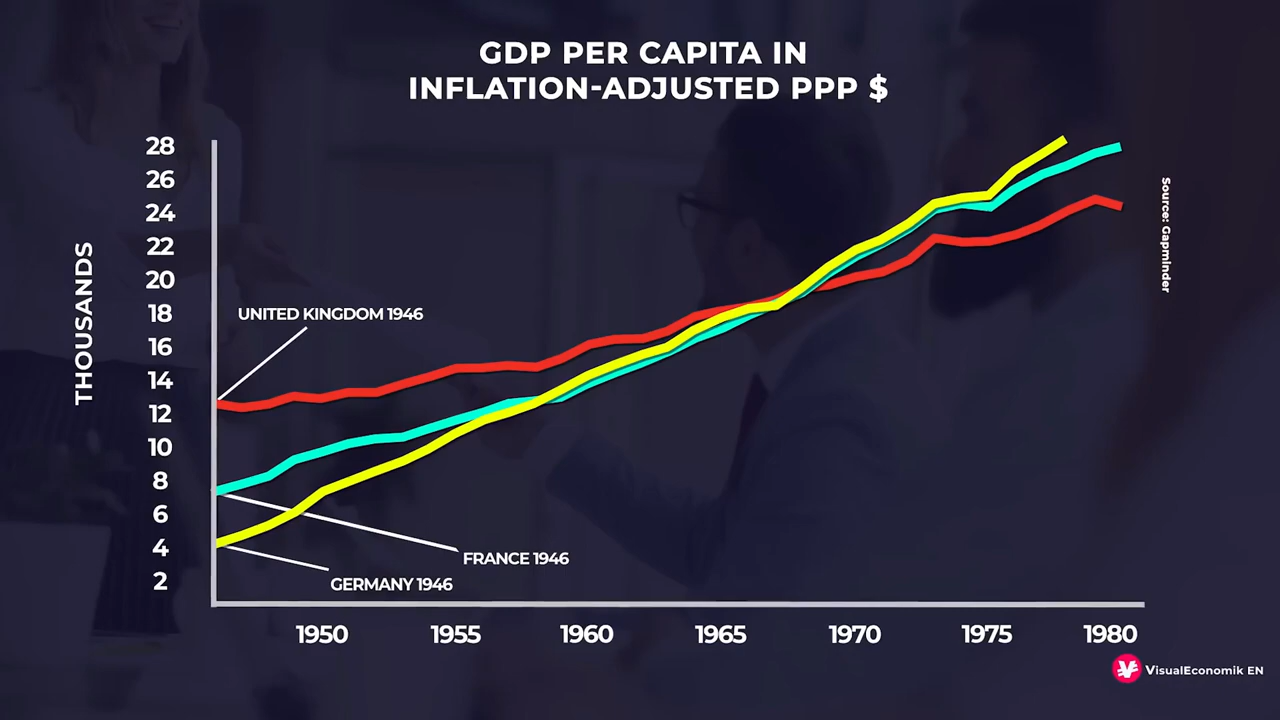 GDP PER CAPITA IN
INFLATION-ADJUSTED PPP $
THOUSANDS
28
26
24
22
20
18
16
14
12
10
8
6
4
2
UNITED KINGDOM 1946
FRANCE 1946
GERMANY 1946
1950
1955
1960
1965
1970
1975
1980
Source: Gapminder
VisualEconomik EN